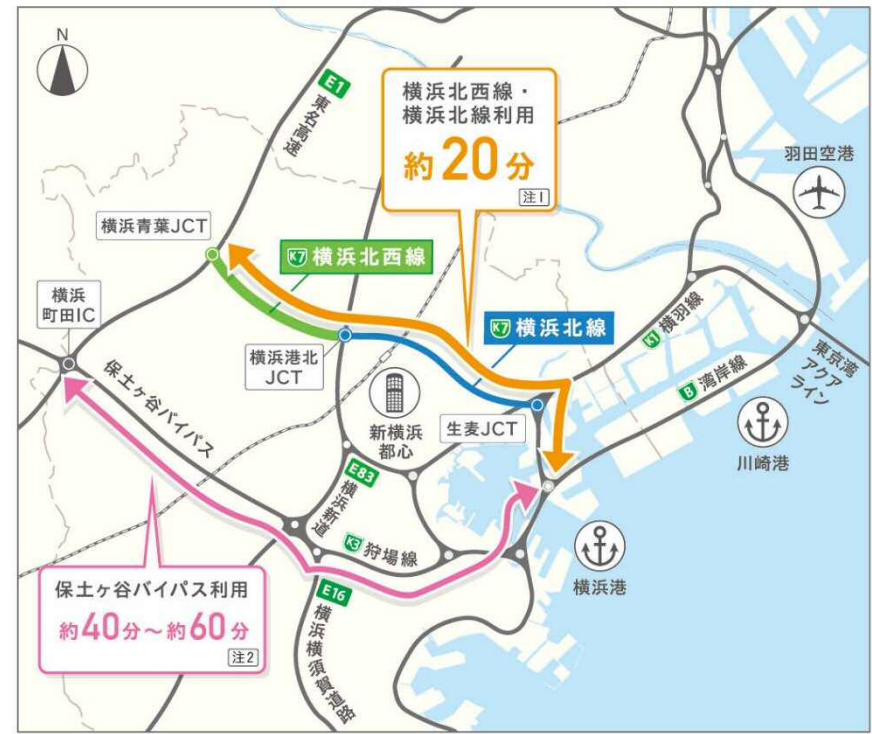 N
E1
東名高速
横浜北西線・
横浜北線利用
約20分
注1
羽田空港
横浜青葉JCT
K7 横浜北西線
横浜
町田IC
K7 横浜北線
横浜港北
JCT
K1 横羽線
東京湾
アクア
ライン
保土ヶ谷バイパス
B 湾岸線
新横浜
都心
生麦JCT
川崎港
E83
横浜新道
K3 狩場線
横浜港
保土ヶ谷バイパス利用
約40分～約60分
注2
E16
横浜横須賀道路